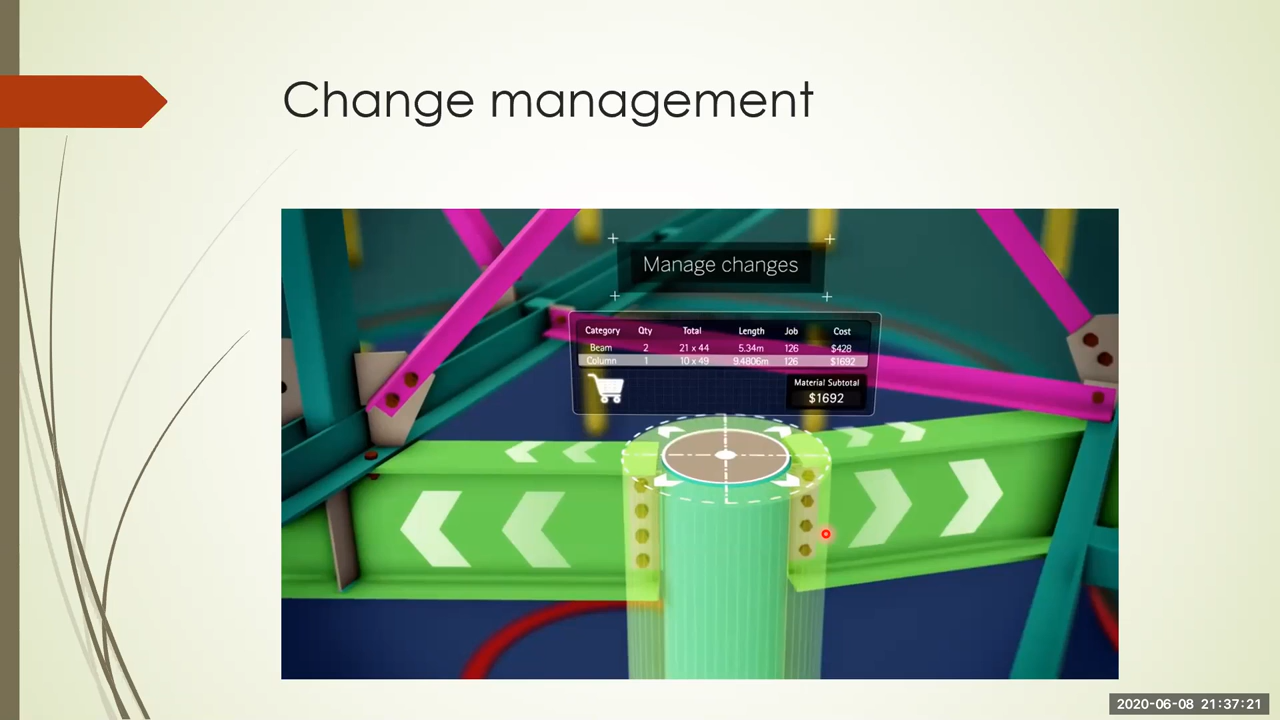 Change management
Manage changes
Category Qty Total Length Job Cost
Beam 2 21 x 44 5.34m 126 $428
Column 1 10 x 49 9.4806m 126 $1692
Material Subtotal
$1692
2020-06-08 21:37:21